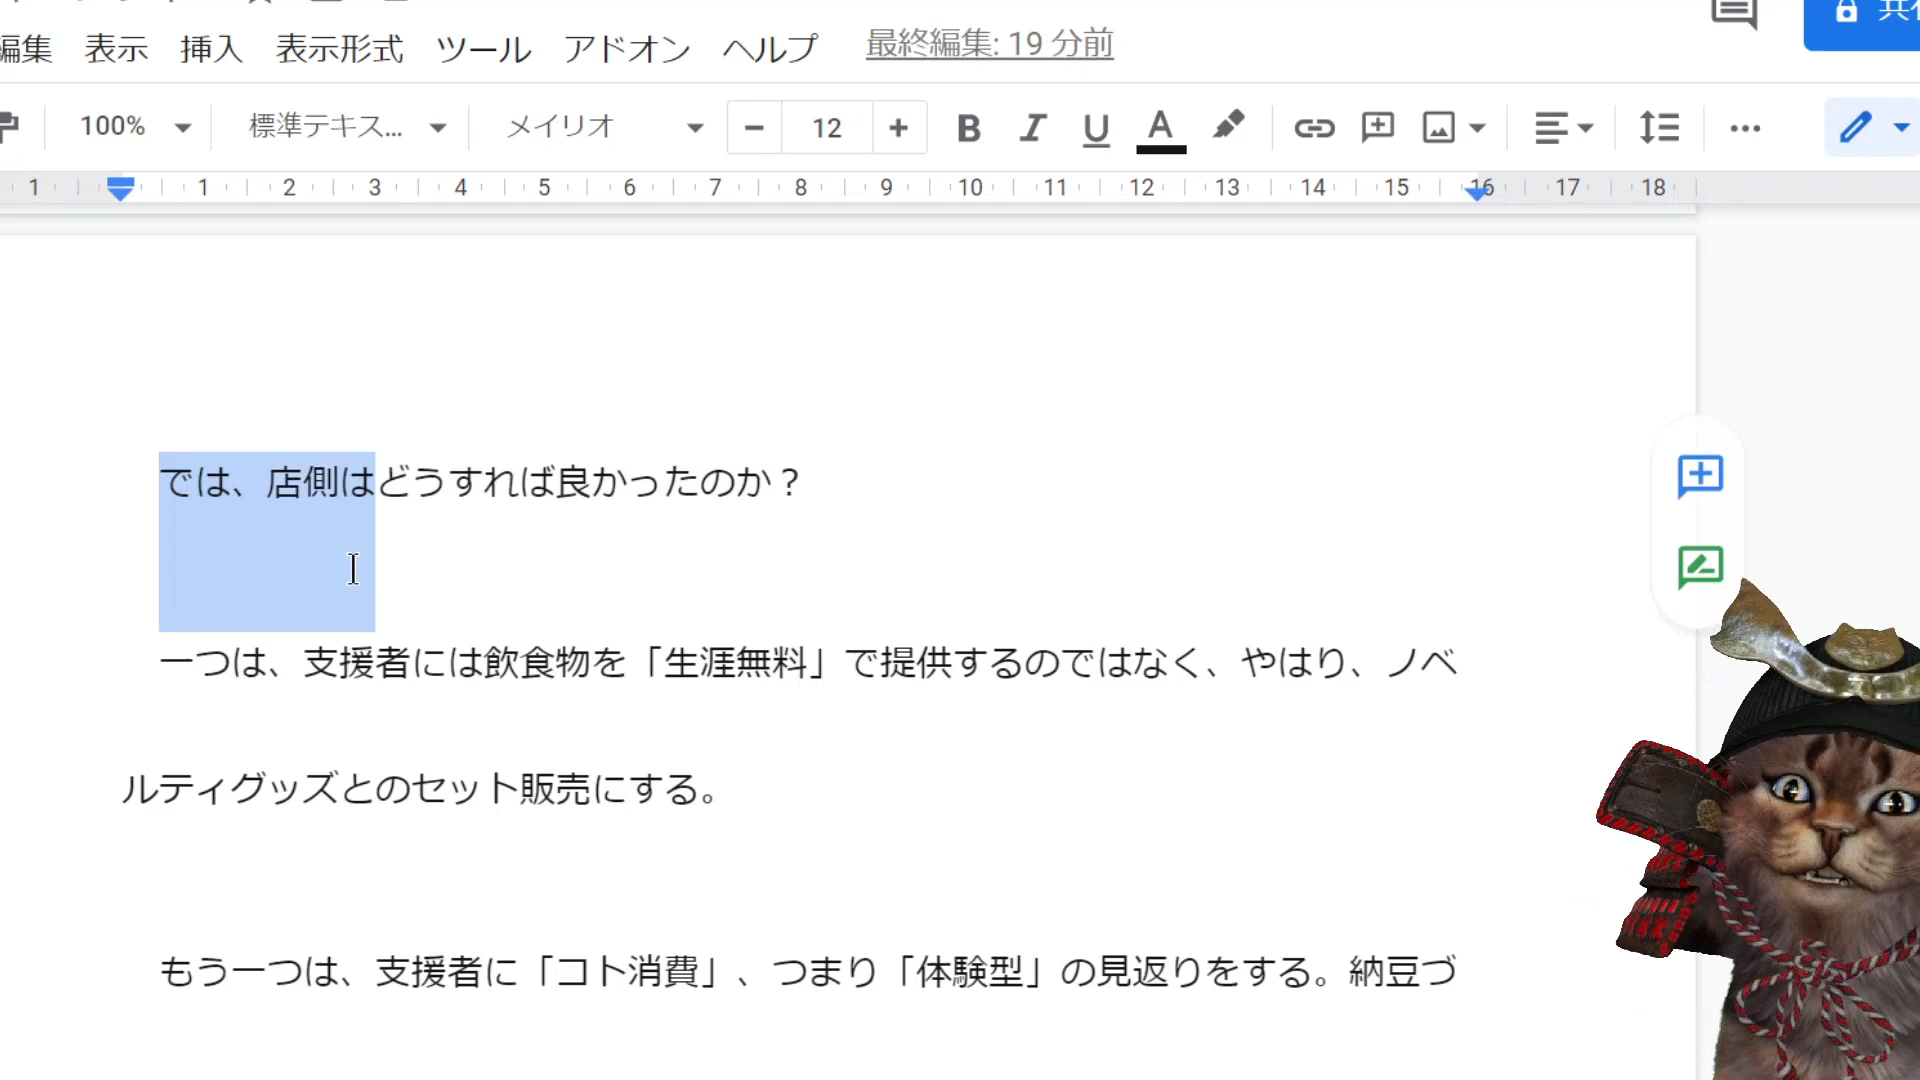 編集 表示 挿入 表示形式 ツール アドオン ヘルプ 最終編集: 19 分前
100% 標準テキス... メイリオ − 12 + B I U A
1 1 2 3 4 5 6 7 8 9 10 11 12 13 14 15 16 17 18
では、店側はどうすれば良かったのか？
一つは、支援者には飲食物を「生涯無料」で提供するのではなく、やはり、ノベ
ルティグッズとのセット販売にする。
もう一つは、支援者に「コト消費」、つまり「体験型」の見返りをする。納豆づ